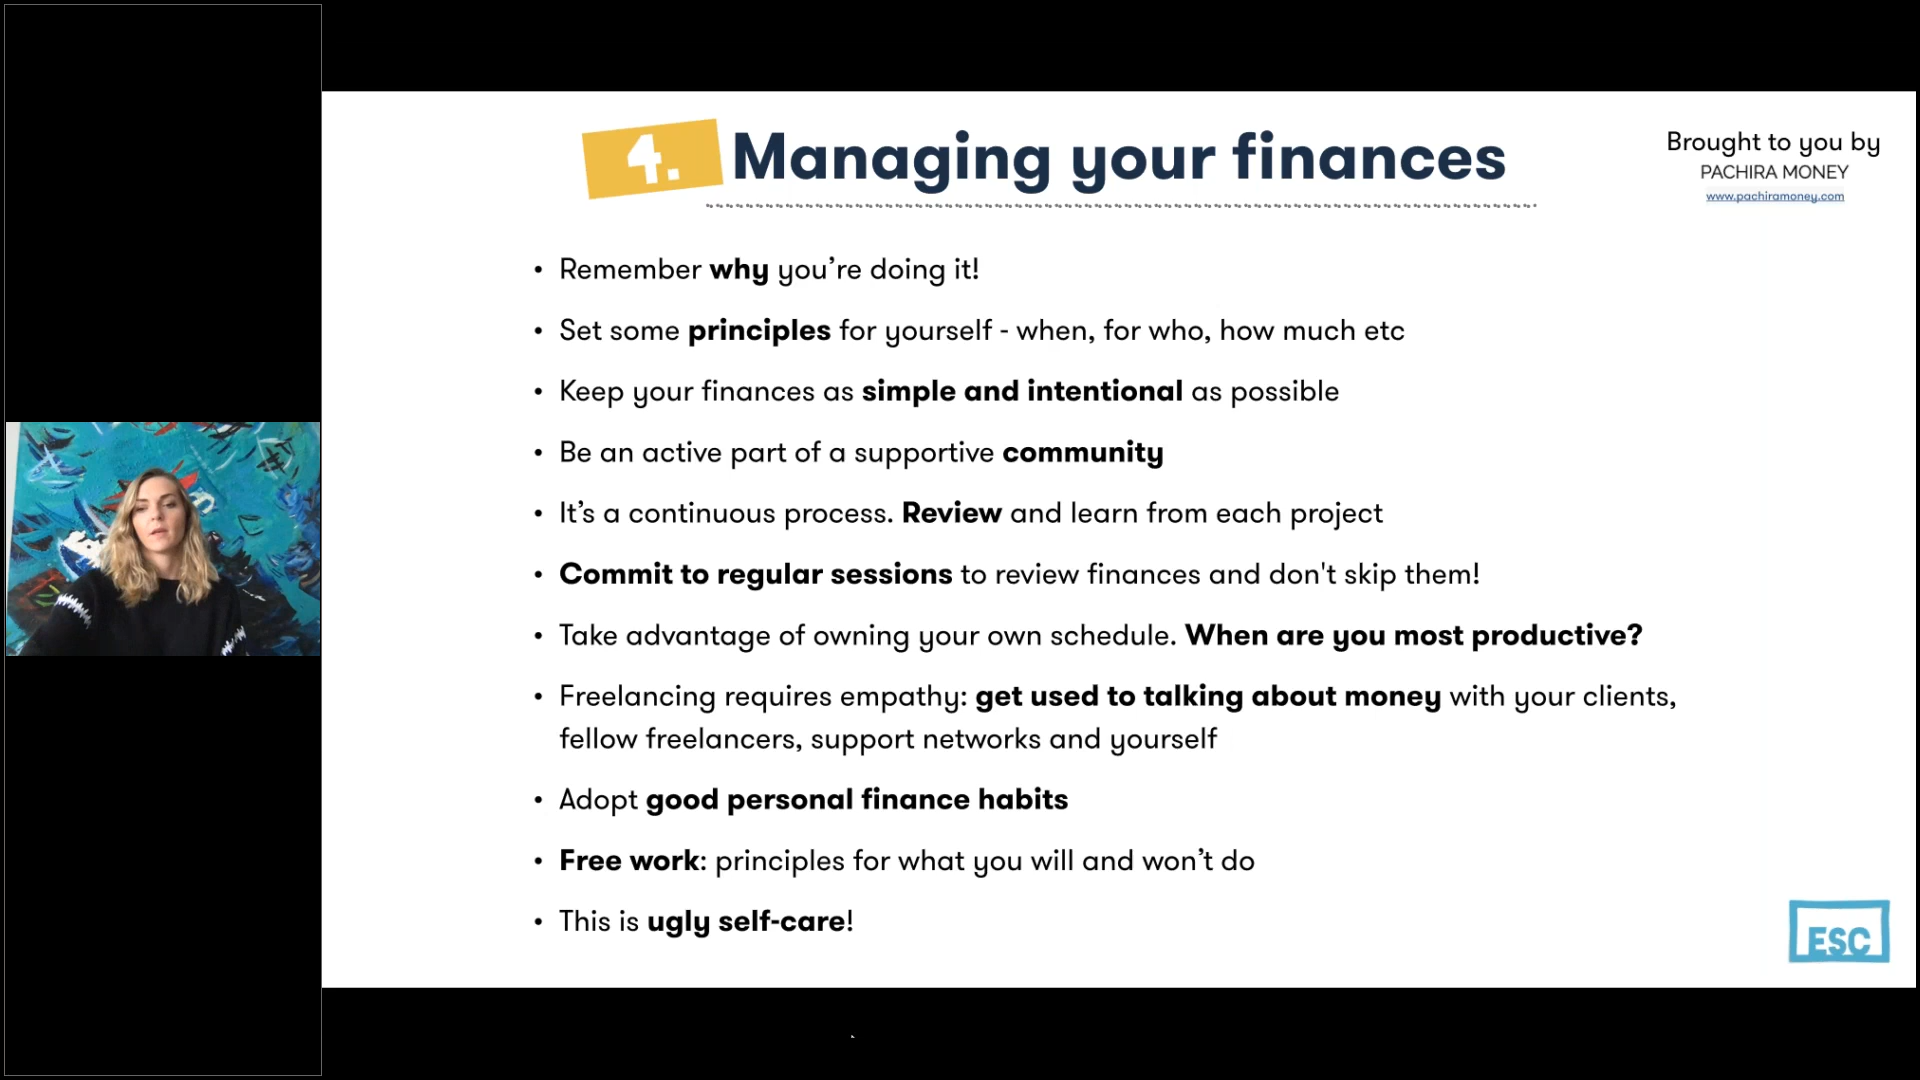 4. Managing your finances
Brought to you by
PACHIRA MONEY
www.pachiramoney.com
• Remember why you’re doing it!
• Set some principles for yourself - when, for who, how much etc
• Keep your finances as simple and intentional as possible
• Be an active part of a supportive community
• It’s a continuous process. Review and learn from each project
• Commit to regular sessions to review finances and don't skip them!
• Take advantage of owning your own schedule. When are you most productive?
• Freelancing requires empathy: get used to talking about money with your clients,
fellow freelancers, support networks and yourself
• Adopt good personal finance habits
• Free work: principles for what you will and won’t do
• This is ugly self-care!
ESC